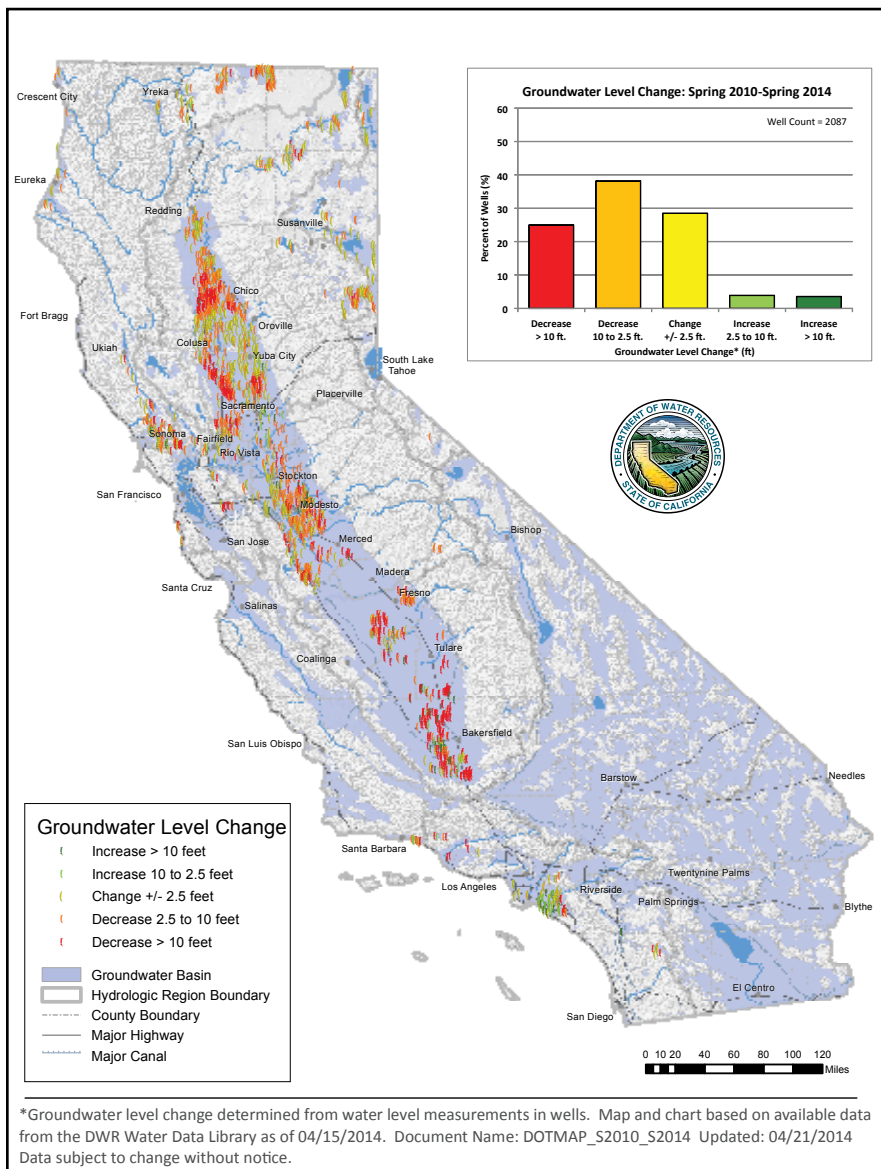 Groundwater Level Change: Spring 2010-Spring 2014
Well Count = 2087
Percent of Wells (%)
60
50
40
30
20
10
0
Decrease
> 10 ft.
Decrease
10 to 2.5 ft.
Change
+/- 2.5 ft.
Increase
2.5 to 10 ft.
Increase
> 10 ft.
Groundwater Level Change* (ft)
DEPARTMENT OF WATER RESOURCES
STATE OF CALIFORNIA
Crescent City
Yreka
Eureka
Redding
Susanville
Chico
Fort Bragg
Oroville
Ukiah
Colusa
Yuba City
South Lake
Tahoe
Placerville
Sacramento
Sonoma
Fairfield
Rio Vista
Stockton
San Francisco
Modesto
Bishop
San Jose
Merced
Madera
Santa Cruz
Fresno
Salinas
Tulare
Coalinga
San Luis Obispo
Bakersfield
Barstow
Needles
Santa Barbara
Los Angeles
Riverside
Twentynine Palms
Palm Springs
Blythe
El Centro
San Diego
Groundwater Level Change
Increase > 10 feet
Increase 10 to 2.5 feet
Change +/- 2.5 feet
Decrease 2.5 to 10 feet
Decrease > 10 feet
Groundwater Basin
Hydrologic Region Boundary
County Boundary
Major Highway
Major Canal
0 10 20 40 60 80 100 120
Miles
*Groundwater level change determined from water level measurements in wells. Map and chart based on available data
from the DWR Water Data Library as of 04/15/2014. Document Name: DOTMAP_S2010_S2014 Updated: 04/21/2014
Data subject to change without notice.